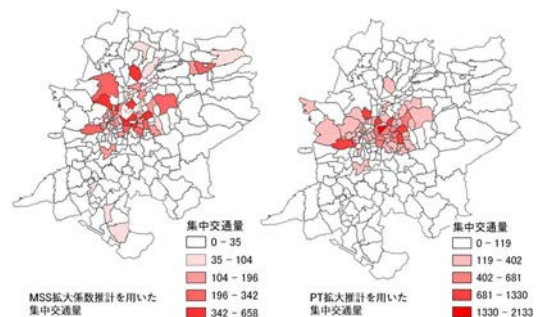 集中交通量
0 - 35
35 - 104
104 - 196
196 - 342
342 - 658
MSS拡大係数推計を用いた
集中交通量
集中交通量
0 - 119
119 - 402
402 - 681
681 - 1330
1330 - 2133
PT拡大推計を用いた
集中交通量